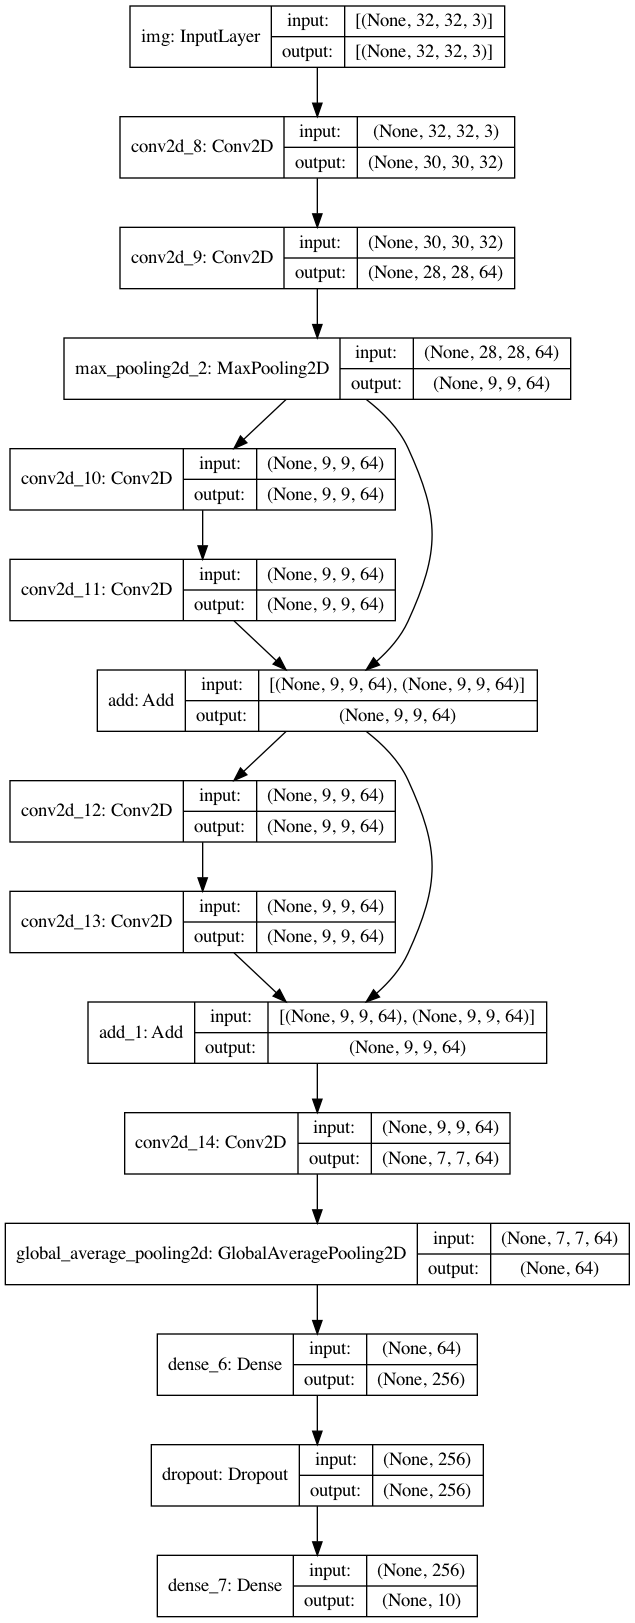 img: InputLayer
input: [(None, 32, 32, 3)]
output: [(None, 32, 32, 3)]
conv2d_8: Conv2D
input: (None, 32, 32, 3)
output: (None, 30, 30, 32)
conv2d_9: Conv2D
input: (None, 30, 30, 32)
output: (None, 28, 28, 64)
max_pooling2d_2: MaxPooling2D
input: (None, 28, 28, 64)
output: (None, 9, 9, 64)
conv2d_10: Conv2D
input: (None, 9, 9, 64)
output: (None, 9, 9, 64)
conv2d_11: Conv2D
input: (None, 9, 9, 64)
output: (None, 9, 9, 64)
add: Add
input: [(None, 9, 9, 64), (None, 9, 9, 64)]
output: (None, 9, 9, 64)
conv2d_12: Conv2D
input: (None, 9, 9, 64)
output: (None, 9, 9, 64)
conv2d_13: Conv2D
input: (None, 9, 9, 64)
output: (None, 9, 9, 64)
add_1: Add
input: [(None, 9, 9, 64), (None, 9, 9, 64)]
output: (None, 9, 9, 64)
conv2d_14: Conv2D
input: (None, 9, 9, 64)
output: (None, 7, 7, 64)
global_average_pooling2d: GlobalAveragePooling2D
input: (None, 7, 7, 64)
output: (None, 64)
dense_6: Dense
input: (None, 64)
output: (None, 256)
dropout: Dropout
input: (None, 256)
output: (None, 256)
dense_7: Dense
input: (None, 256)
output: (None, 10)